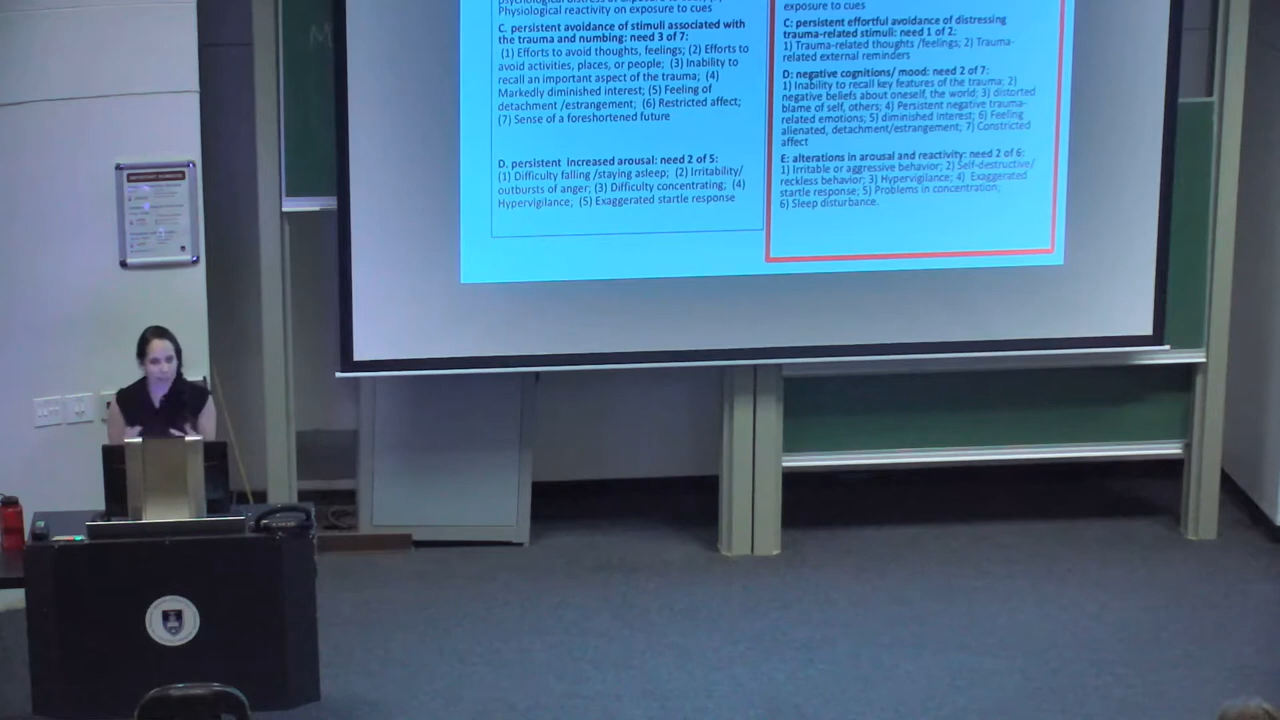 Physiological reactivity on exposure to cues
C. persistent avoidance of stimuli associated with
the trauma and numbing: need 3 of 7:
(1) Efforts to avoid thoughts, feelings; (2) Efforts to
avoid activities, places, or people; (3) Inability to
recall an important aspect of the trauma; (4)
Markedly diminished interest; (5) Feeling of
detachment /estrangement; (6) Restricted affect;
(7) Sense of a foreshortened future
D. persistent increased arousal: need 2 of 5:
(1) Difficulty falling /staying asleep; (2) Irritability/
outbursts of anger; (3) Difficulty concentrating; (4)
Hypervigilance; (5) Exaggerated startle response
exposure to cues
C: persistent effortful avoidance of distressing
trauma-related stimuli: need 1 of 2:
1) Trauma-related thoughts /feelings; 2) Trauma-
related external reminders
D: negative cognitions/ mood: need 2 of 7:
1) Inability to recall key features of the trauma; 2)
negative beliefs about oneself, the world; 3) distorted
blame of self, others; 4) Persistent negative trauma-
related emotions; 5) diminished interest; 6) Feeling
alienated, detachment/estrangement; 7) Constricted
affect
E: alterations in arousal and reactivity: need 2 of 6:
1) Irritable or aggressive behavior; 2) Self-destructive/
reckless behavior; 3) Hypervigilance; 4) Exaggerated
startle response; 5) Problems in concentration;
6) Sleep disturbance.